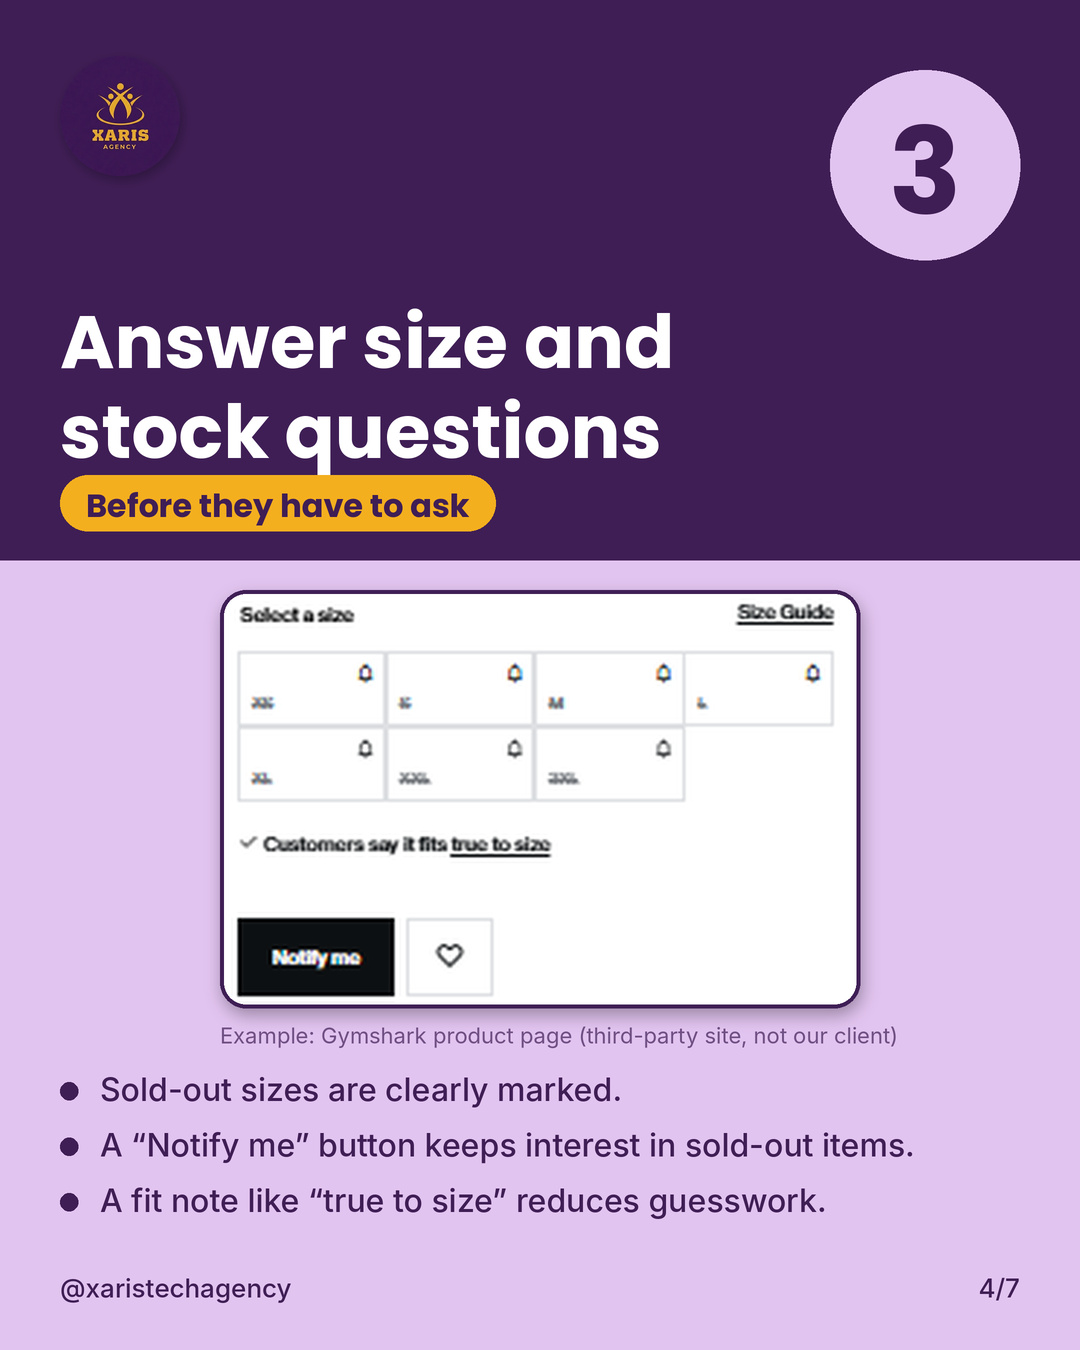 XARIS
AGENCY
3
Answer size and
stock questions
Before they have to ask
Select a size
Size Guide
XS
S
M
L
XL
XXL
3XL
Customers say it fits true to size
Notify me
Example: Gymshark product page (third-party site, not our client)
Sold-out sizes are clearly marked.
A “Notify me” button keeps interest in sold-out items.
A fit note like “true to size” reduces guesswork.
@xaristechagency
4/7